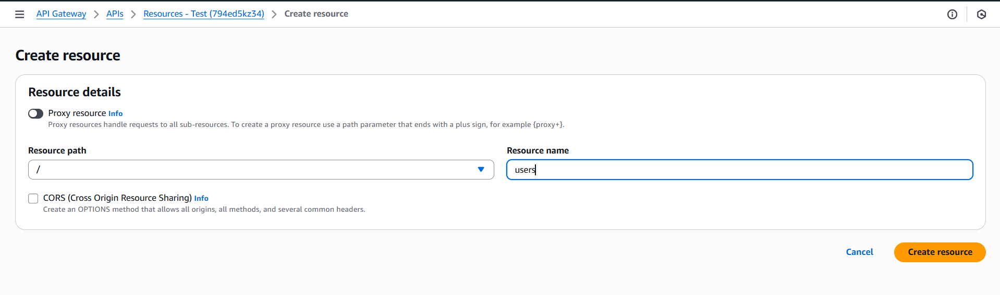 API Gateway > APIs > Resources - Test (794ed5kz34) > Create resource
Create resource
Resource details
Proxy resource Info
Proxy resources handle requests to all sub-resources. To create a proxy resource use a path parameter that ends with a plus sign, for example {proxy+}.
Resource path
/
Resource name
users
CORS (Cross Origin Resource Sharing) Info
Create an OPTIONS method that allows all origins, all methods, and several common headers.
Cancel
Create resource